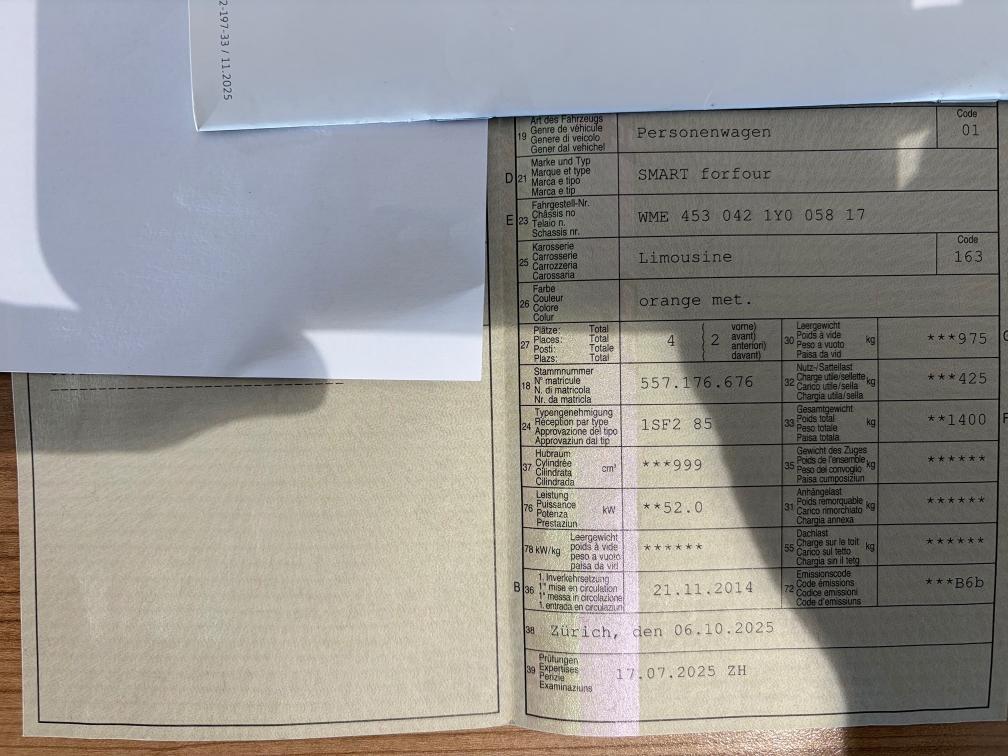 2-197-33 / 11.2025
19 Art des Fahrzeugs
Genre de véhicule
Genere di veicolo
Gener dal vehichel
Personenwagen
Code
01
D 21 Marke und Typ
Marque et type
Marca e tipo
Marca e tip
SMART forfour
E 23 Fahrgestell-Nr.
Châssis no
Telaio n.
Schassis nr.
WME 453 042 1Y0 058 17
25 Karosserie
Carrosserie
Carrozzeria
Carossaria
Limousine
Code
163
26 Farbe
Couleur
Colore
Colur
orange met.
27 Plätze: Total
Places: Total
Posti: Totale
Plazs: Total
4 ( 2 vorne)
avant)
anteriori)
davant)
30 Leergewicht
Poids à vide kg
Peso a vuoto
Paisa da vid
***975
18 Stammnummer
N° matricule
N. di matricola
Nr. da matricla
557.176.676
32 Nutz-/Sattellast
Charge utile/sellette kg
Carico utile/sella
Chargia utila/sella
***425
24 Typengenehmigung
Réception par type
Approvazione del tipo
Approvaziun dal tip
1SF2 85
33 Gesamtgewicht
Poids total kg
Peso totale
Paisa totala
**1400
37 Hubraum
Cylindrée cm³
Cilindrata
Cilindrada
***999
35 Gewicht des Zuges
Poids de l'ensemble kg
Peso del convoglio
Paisa cumposiziun
******
76 Leistung
Puissance kW
Potenza
Prestaziun
**52.0
31 Anhängelast
Poids remorquable kg
Carico rimorchiato
Chargia annexa
******
78 kW/kg Leergewicht
poids à vide
peso a vuoto
paisa da vid
******
55 Dachlast
Charge sur le toit kg
Carico sul tetto
Chargia sin il tetg
******
B 36 1. Inverkehrsetzung
1re mise en circulation
1a messa in circolazione
1. entrada en circulaziun
21.11.2014
72 Emissionscode
Code émissions
Codice emissioni
Code d'emissiuns
***B6b
38 Zürich, den 06.10.2025
39 Prüfungen
Expertises
Perizie
Examinaziuns
17.07.2025 ZH